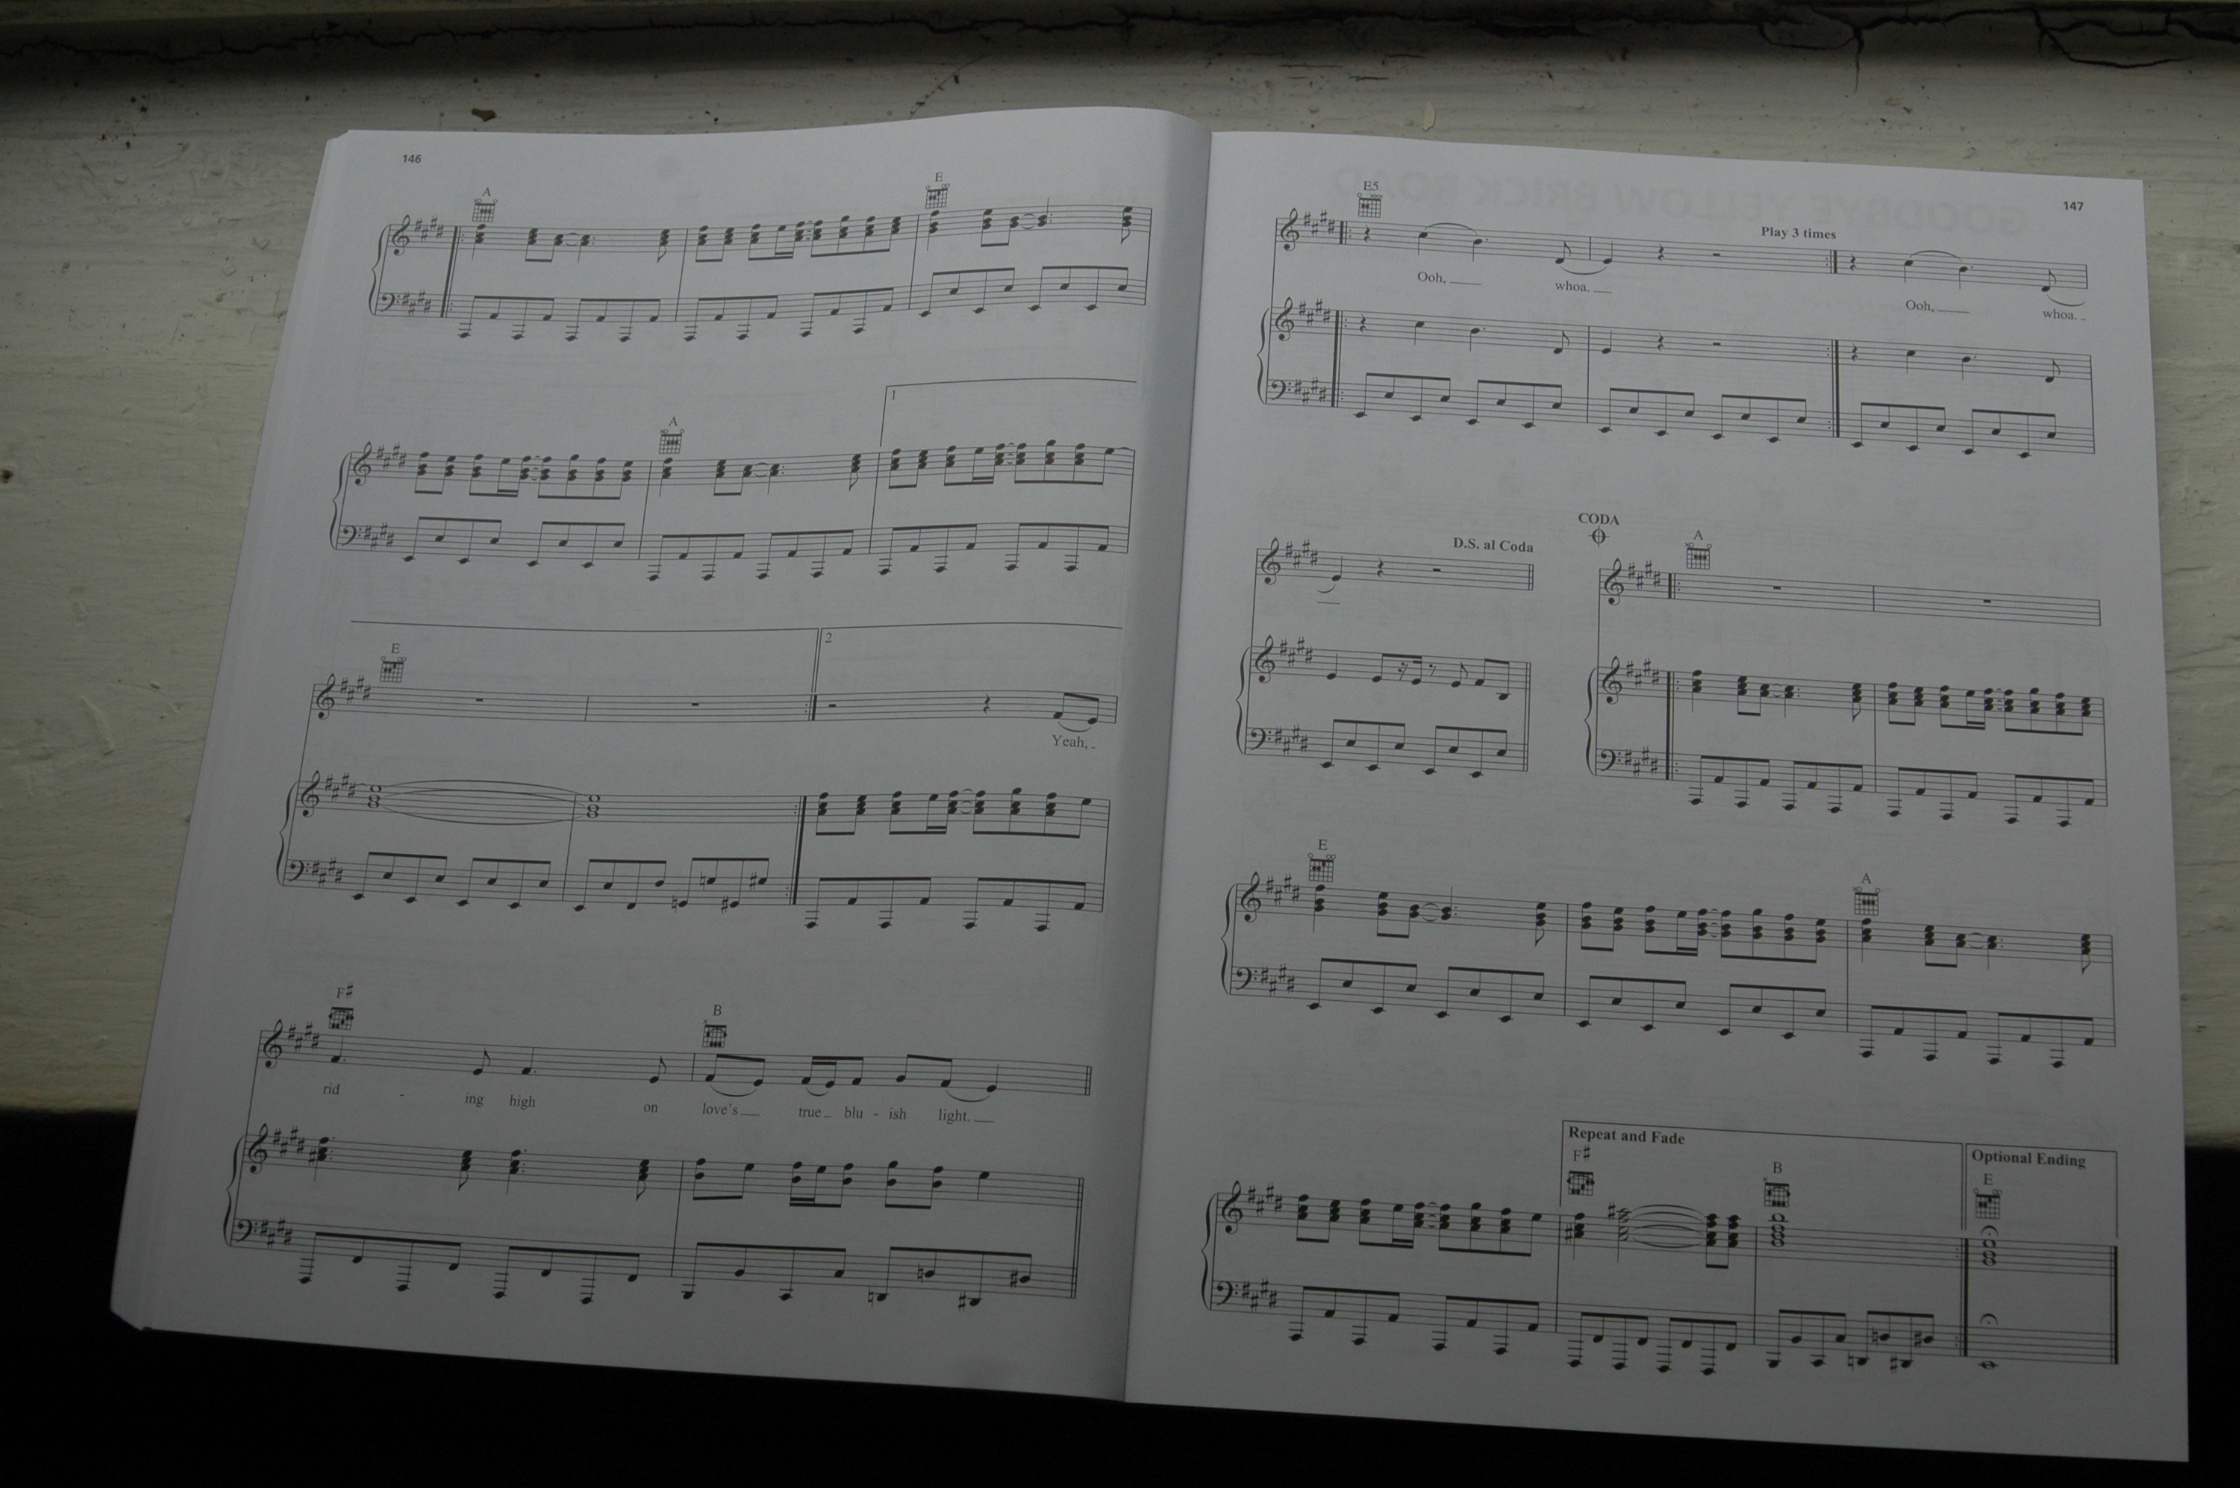 146
A E
A
1
E
2
Yeah,
F# B
rid - ing high on love's true blu - ish light.
147
E5
Play 3 times
Ooh, whoa. Ooh, whoa.
D.S. al Coda
CODA
A
E A
Repeat and Fade
F# B
Optional Ending
E